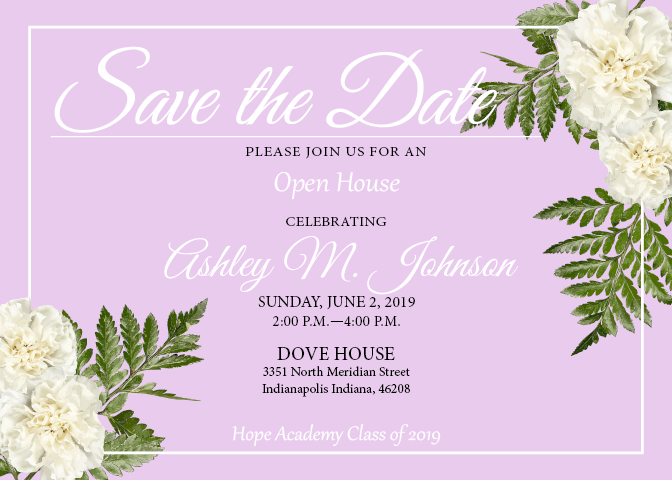 Save the Date
PLEASE JOIN US FOR AN
Open House
CELEBRATING
Ashley M. Johnson
SUNDAY, JUNE 2, 2019
2:00 P.M.—4:00 P.M.
DOVE HOUSE
3351 North Meridian Street
Indianapolis Indiana, 46208
Hope Academy Class of 2019